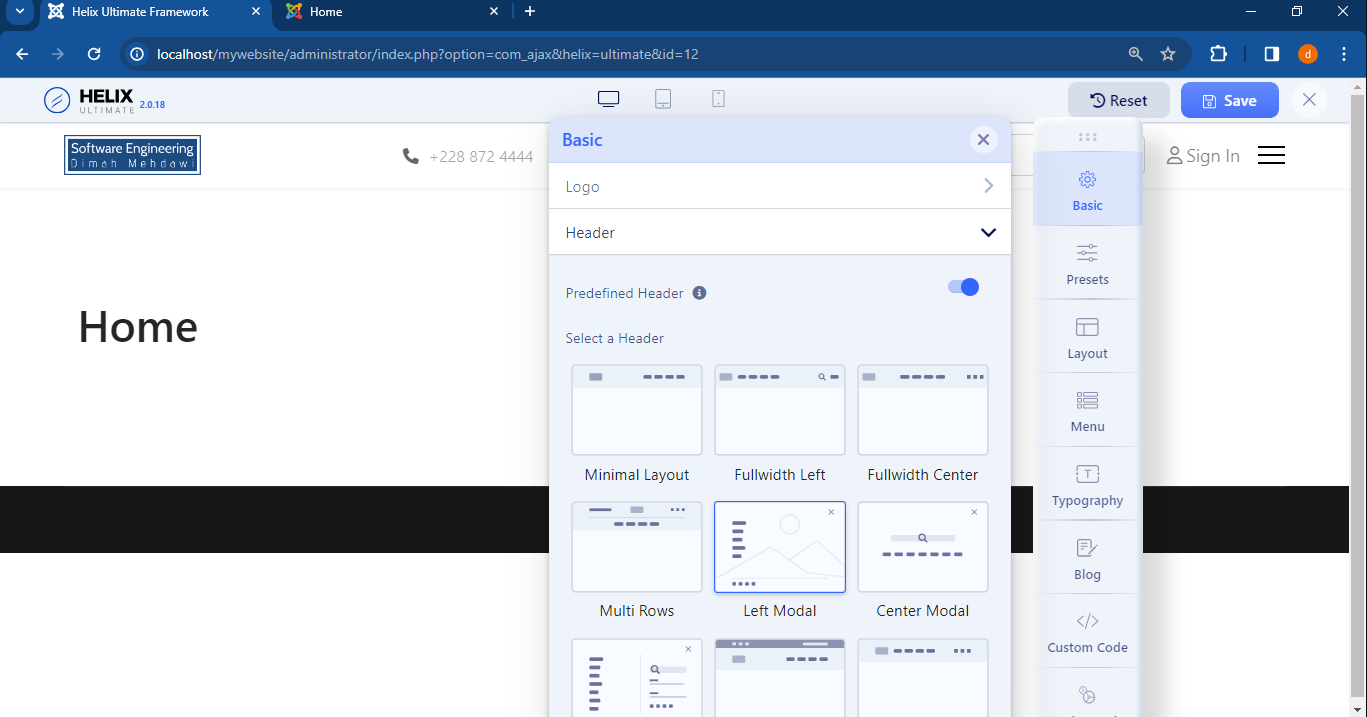 Helix Ultimate Framework
Home
localhost/mywebsite/administrator/index.php?option=com_ajax&helix=ultimate&id=12
d
HELIX
ULTIMATE 2.0.18
Reset
Save
Software Engineering
Dimah Mehdawi
+228 872 4444
Sign In
Basic
Logo
Header
Predefined Header
Select a Header
Minimal Layout
Fullwidth Left
Fullwidth Center
Multi Rows
Left Modal
Center Modal
Basic
Presets
Layout
Menu
Typography
Blog
Custom Code
Home